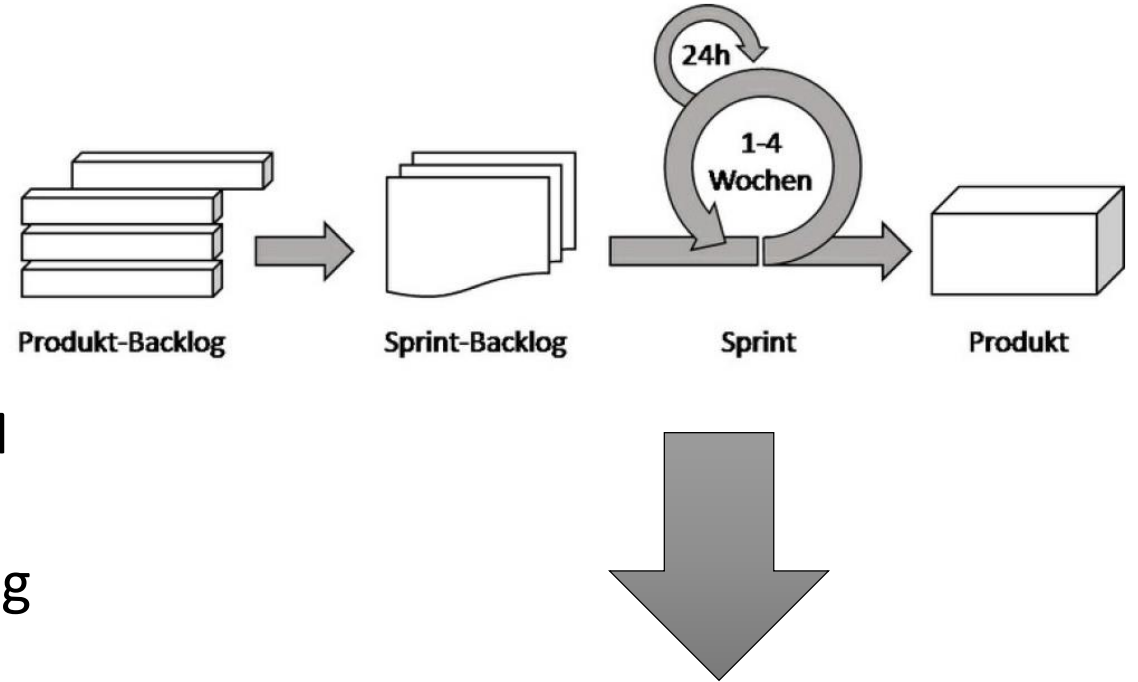 24h
1-4
Wochen
Produkt-Backlog
Sprint-Backlog
Sprint
Produkt
g